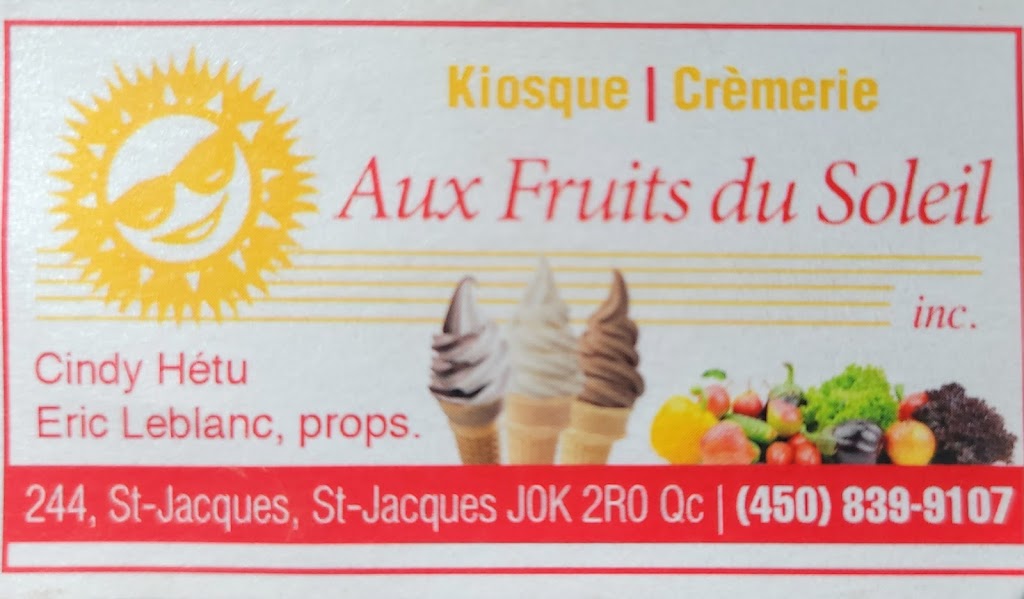 Kiosque | Crèmerie
Aux Fruits du Soleil
inc.
Cindy Hétu
Eric Leblanc, props.
244, St-Jacques, St-Jacques J0K 2R0 Qc | (450) 839-9107